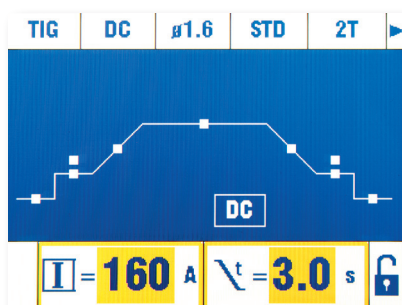 TIG DC ø1.6 STD 2T
DC
I = 160 A t = 3.0 s